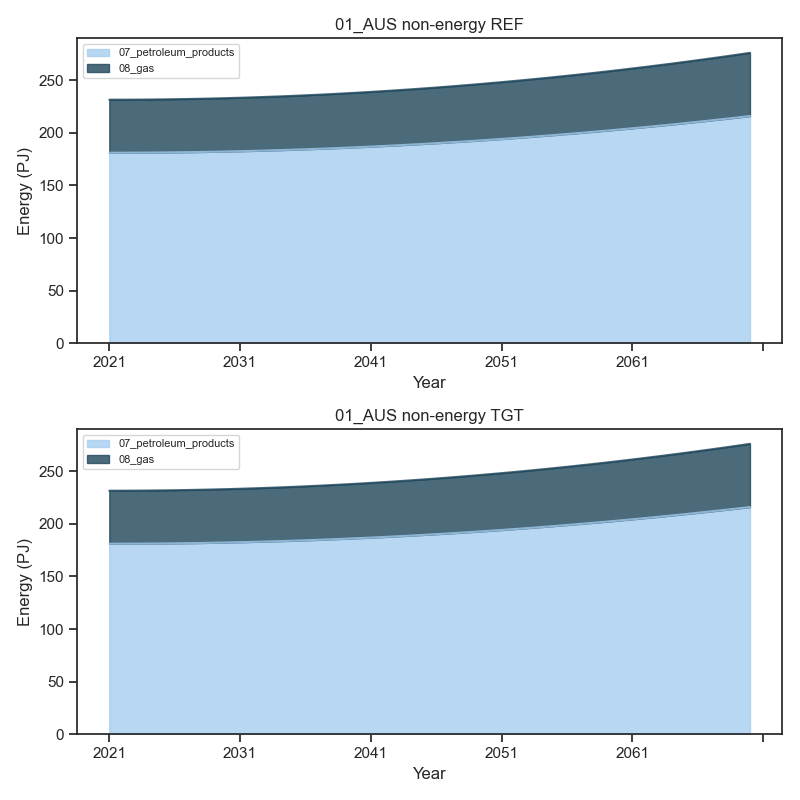 01_AUS non-energy REF
07_petroleum_products
08_gas
Energy (PJ)
250
200
150
100
50
0
2021 2031 2041 2051 2061
Year
01_AUS non-energy TGT
07_petroleum_products
08_gas
Energy (PJ)
250
200
150
100
50
0
2021 2031 2041 2051 2061
Year